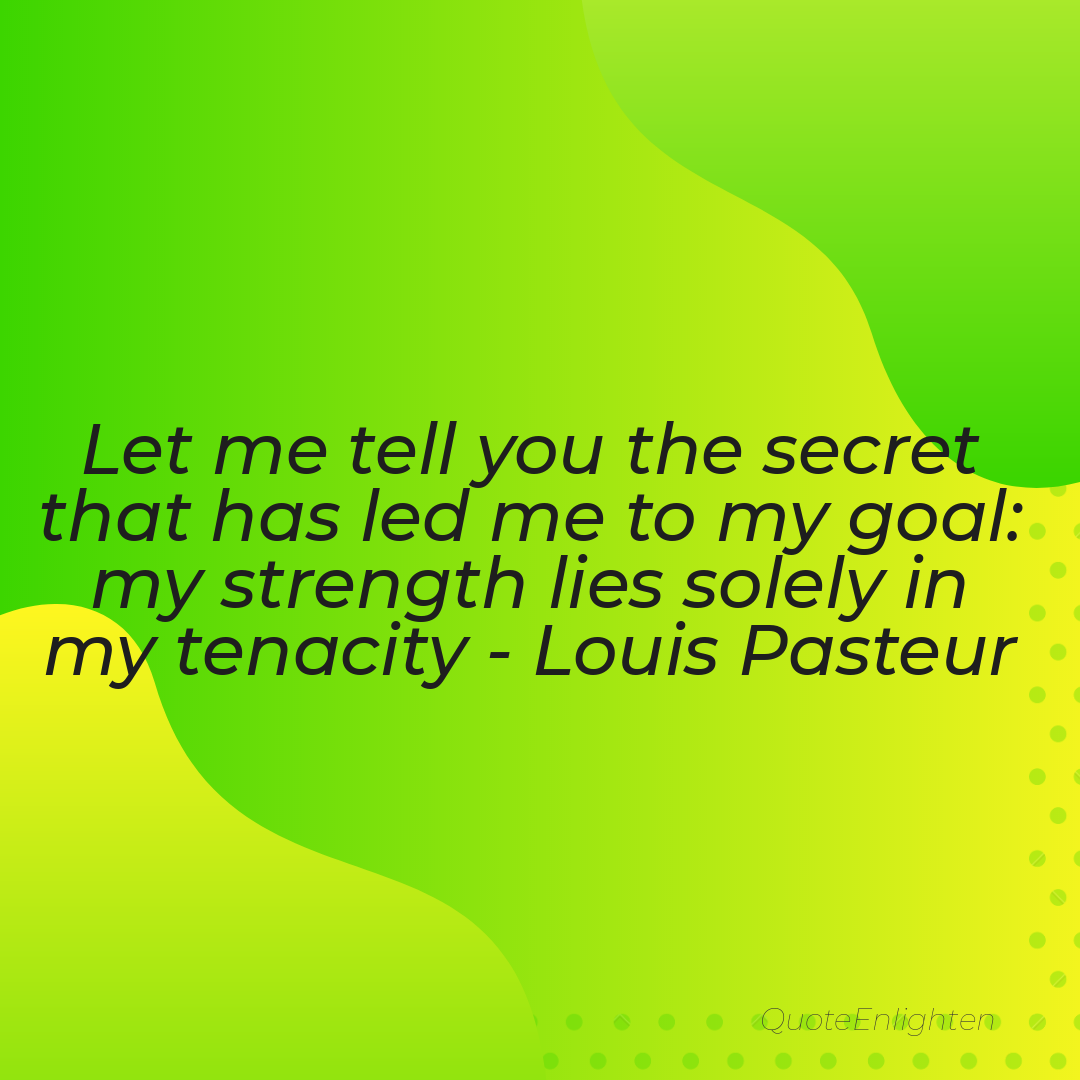 Let me tell you the secret
that has led me to my goal:
my strength lies solely in
my tenacity - Louis Pasteur
QuoteEnlighten